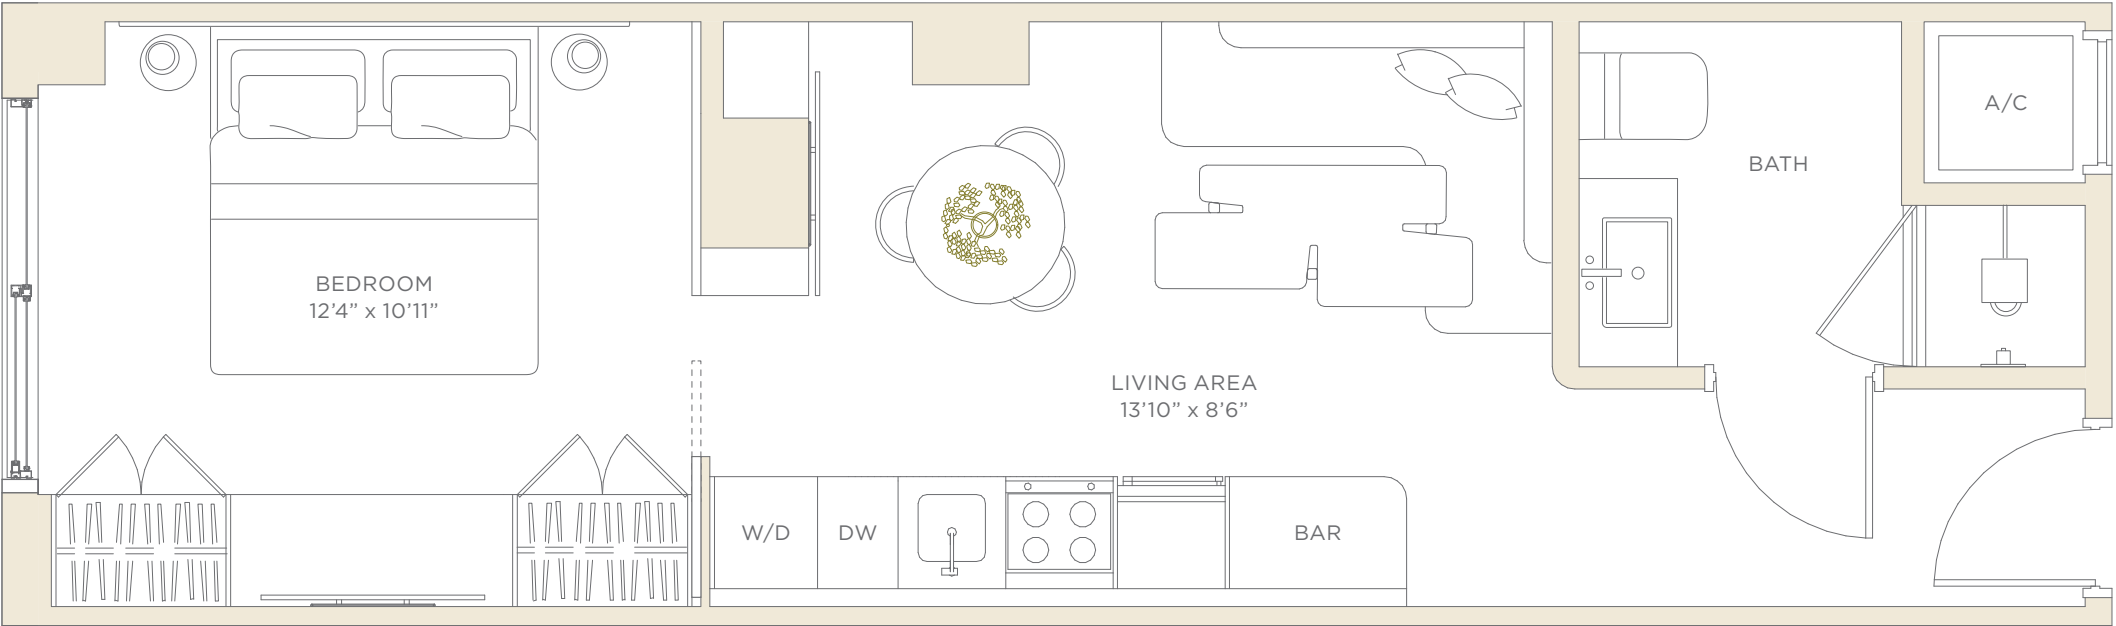 A/C
BATH
BEDROOM
12’4” x 10’11”
LIVING AREA
13’10” x 8’6”
W/D
DW
BAR